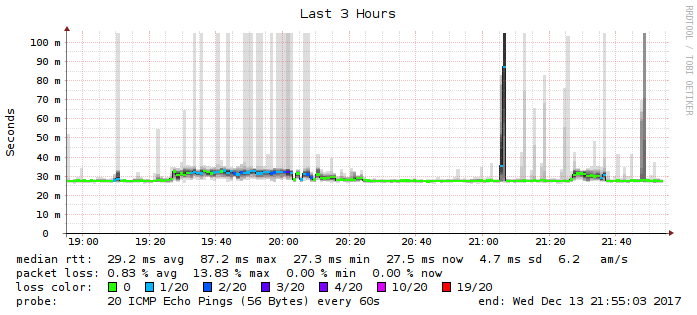 Last 3 Hours
RRDTOOL / TOBI OETIKER
Seconds
100 m
90 m
80 m
70 m
60 m
50 m
40 m
30 m
20 m
10 m
0
19:00 19:20 19:40 20:00 20:20 20:40 21:00 21:20 21:40
median rtt: 29.2 ms avg 87.2 ms max 27.3 ms min 27.5 ms now 4.7 ms sd 6.2 am/s
packet loss: 0.83 % avg 13.83 % max 0.00 % min 0.00 % now
loss color: 0 1/20 2/20 3/20 4/20 10/20 19/20
probe: 20 ICMP Echo Pings (56 Bytes) every 60s end: Wed Dec 13 21:55:03 2017